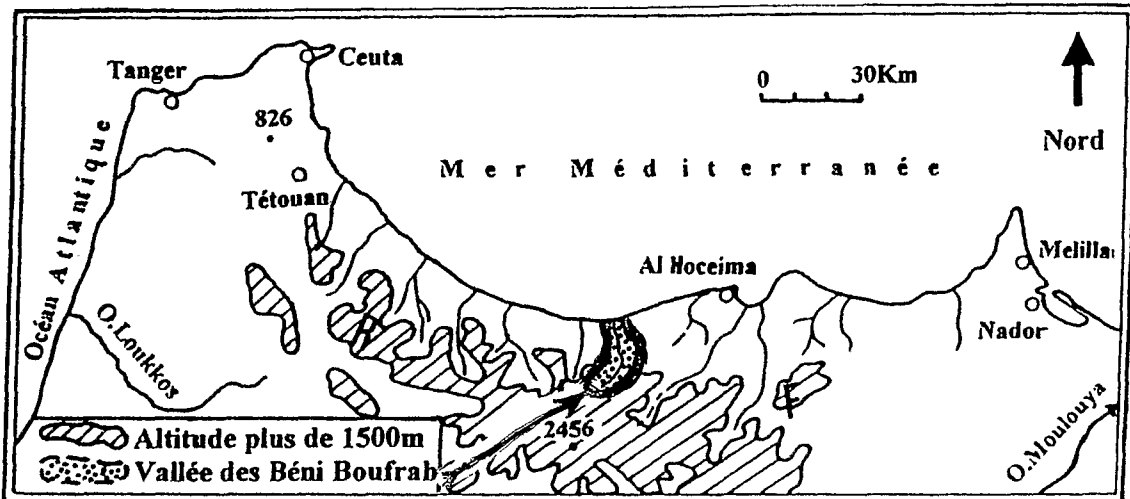 Ceuta
Tanger
0 30Km
826
Nord
Mer Méditerranée
Tétouan
Océan Atlantique
Al Hoceima
Melilla
Nador
O.Loukkos
R
I
F
2456
O.Moulouya
Altitude plus de 1500m
Vallée des Béni Boufrah